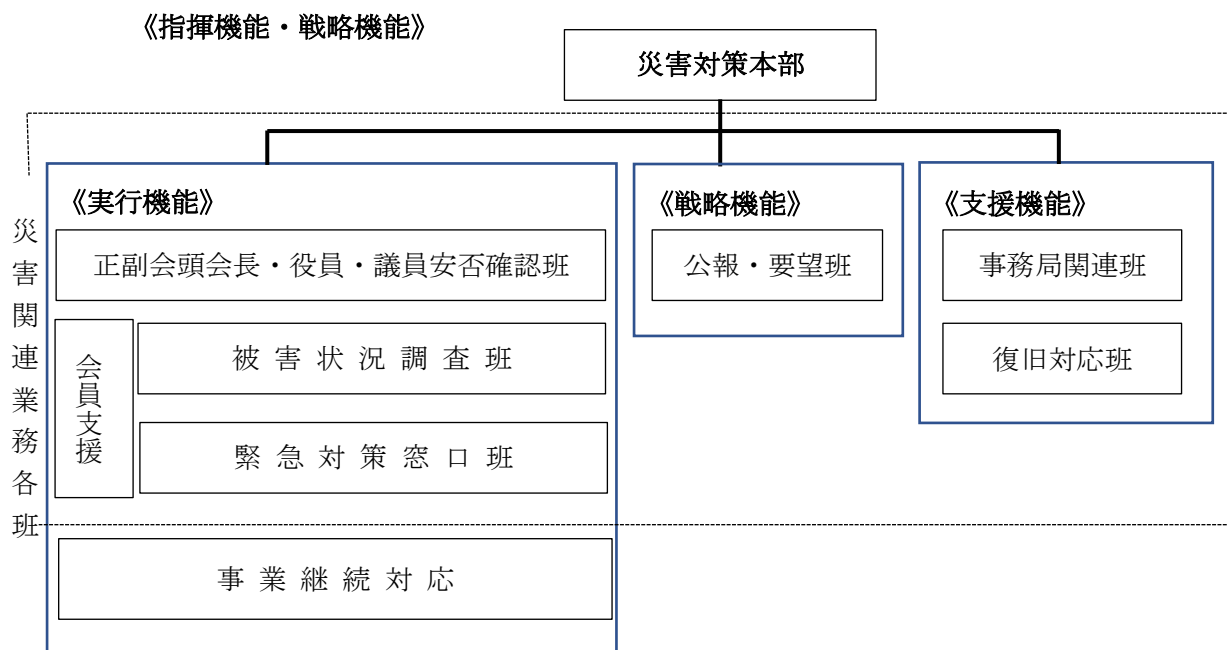 《指揮機能・戦略機能》
災害対策本部
災害関連業務各班
《実行機能》
正副会頭会長・役員・議員安否確認班
会員支援
被害状況調査班
緊急対策窓口班
事業継続対応
《戦略機能》
公報・要望班
《支援機能》
事務局関連班
復旧対応班